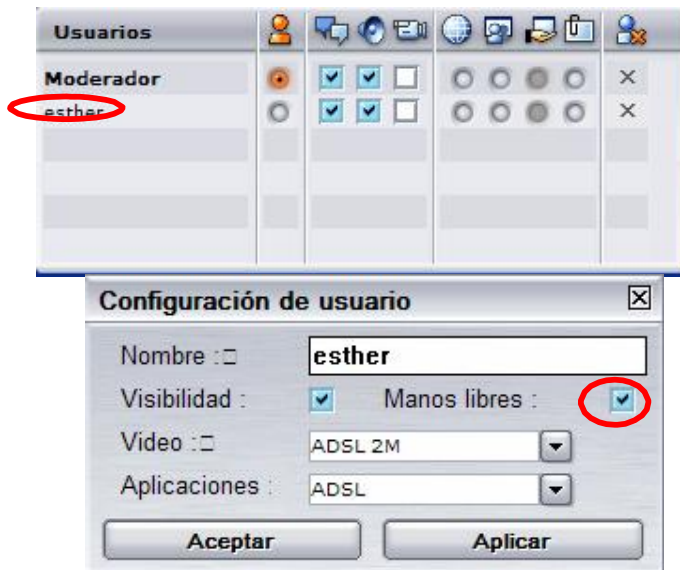 Usuarios
Moderador
esther
Configuración de usuario
Nombre :□
esther
Visibilidad :
Manos libres :
Video :□
ADSL 2M
Aplicaciones :
ADSL
Aceptar
Aplicar